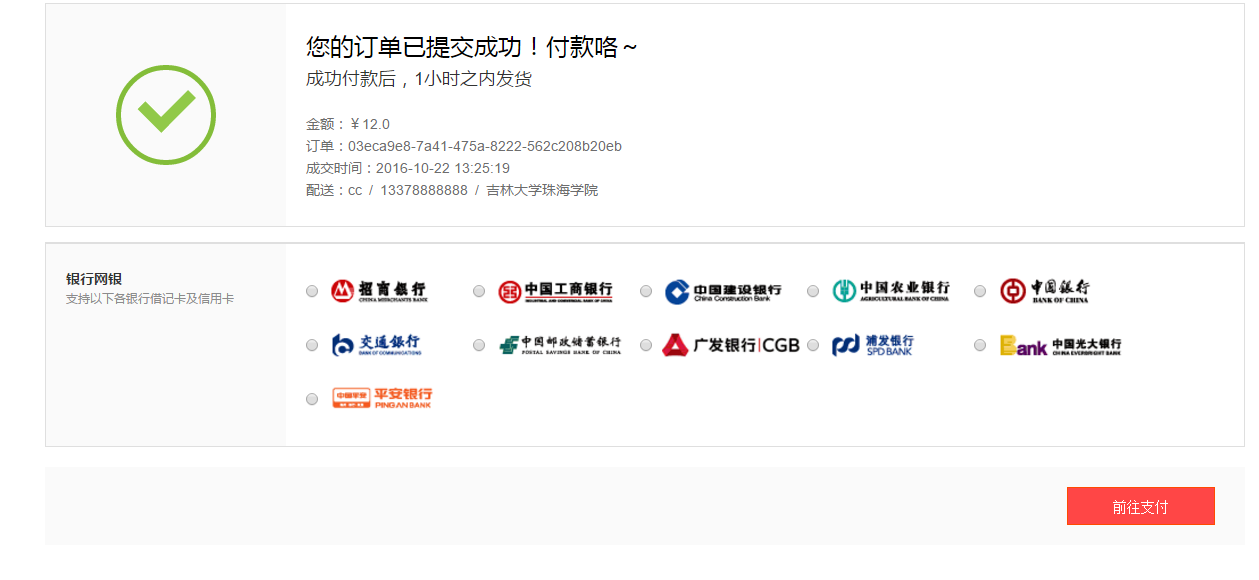 您的订单已提交成功！付款咯～
成功付款后，1小时之内发货
金额：￥12.0
订单：03eca9e8-7a41-475a-8222-562c208b20eb
成交时间：2016-10-22 13:25:19
配送：cc / 13378888888 / 吉林大学珠海学院
银行网银
支持以下各银行借记卡及信用卡
招商银行
CHINA MERCHANTS BANK
中国工商银行
INDUSTRIAL AND COMMERCIAL BANK OF CHINA
中国建设银行
China Construction Bank
中国农业银行
AGRICULTURAL BANK OF CHINA
中国银行
BANK OF CHINA
交通银行
BANK OF COMMUNICATIONS
中国邮政储蓄银行
POSTAL SAVINGS BANK OF CHINA
广发银行|CGB
浦发银行
SPD BANK
Bank 中国光大银行
CHINA EVERBRIGHT BANK
中国平安 平安银行
PINGAN BANK
前往支付